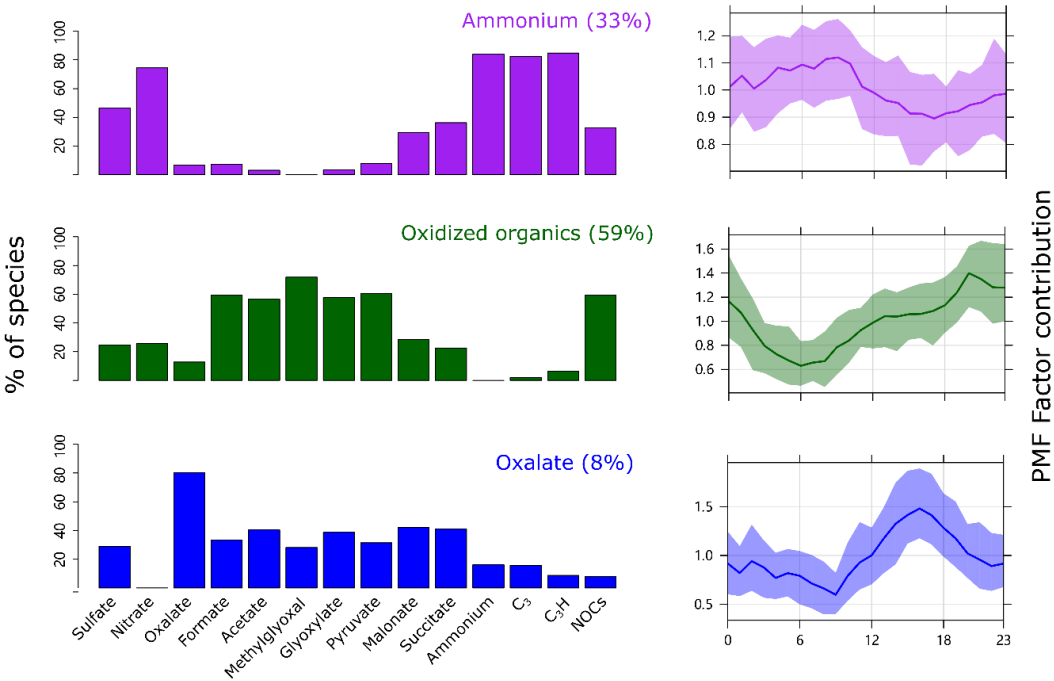 Ammonium (33%)
20 40 60 80 100
0.8 0.9 1.0 1.1 1.2
Oxidized organics (59%)
20 40 60 80 100
0.6 0.8 1.0 1.2 1.4 1.6
% of species
PMF Factor contribution
Oxalate (8%)
20 40 60 80 100
0.5 1.0 1.5
Sulfate Nitrate Oxalate Formate Acetate Methylglyoxal Glyoxylate Pyruvate Malonate Succitate Ammonium C₃ C₃H NOCs
0 6 12 18 23